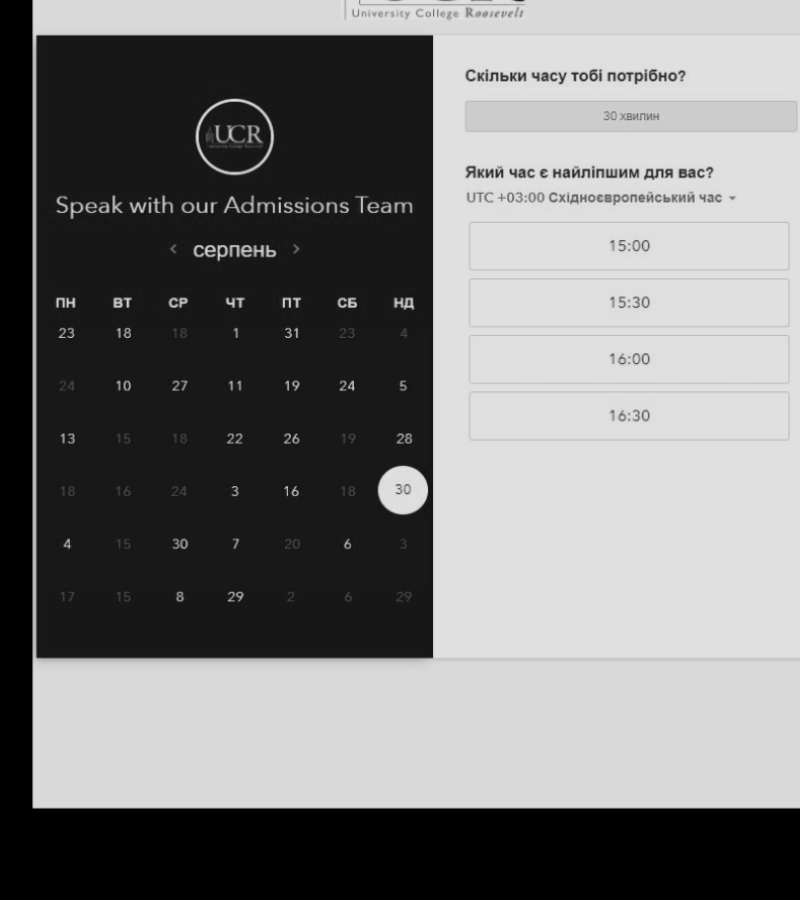 University College Roosevelt
UCR
Speak with our Admissions Team
< серпень >
ПН ВТ СР ЧТ ПТ СБ НД
23 18 18 1 31 23 4
24 10 27 11 19 24 5
13 15 18 22 26 19 28
18 16 24 3 16 18 30
4 15 30 7 20 6 3
17 15 8 29 2 6 29
Скільки часу тобі потрібно?
30 хвилин
Який час є найліпшим для вас?
UTC +03:00 Східноєвропейський час
15:00
15:30
16:00
16:30